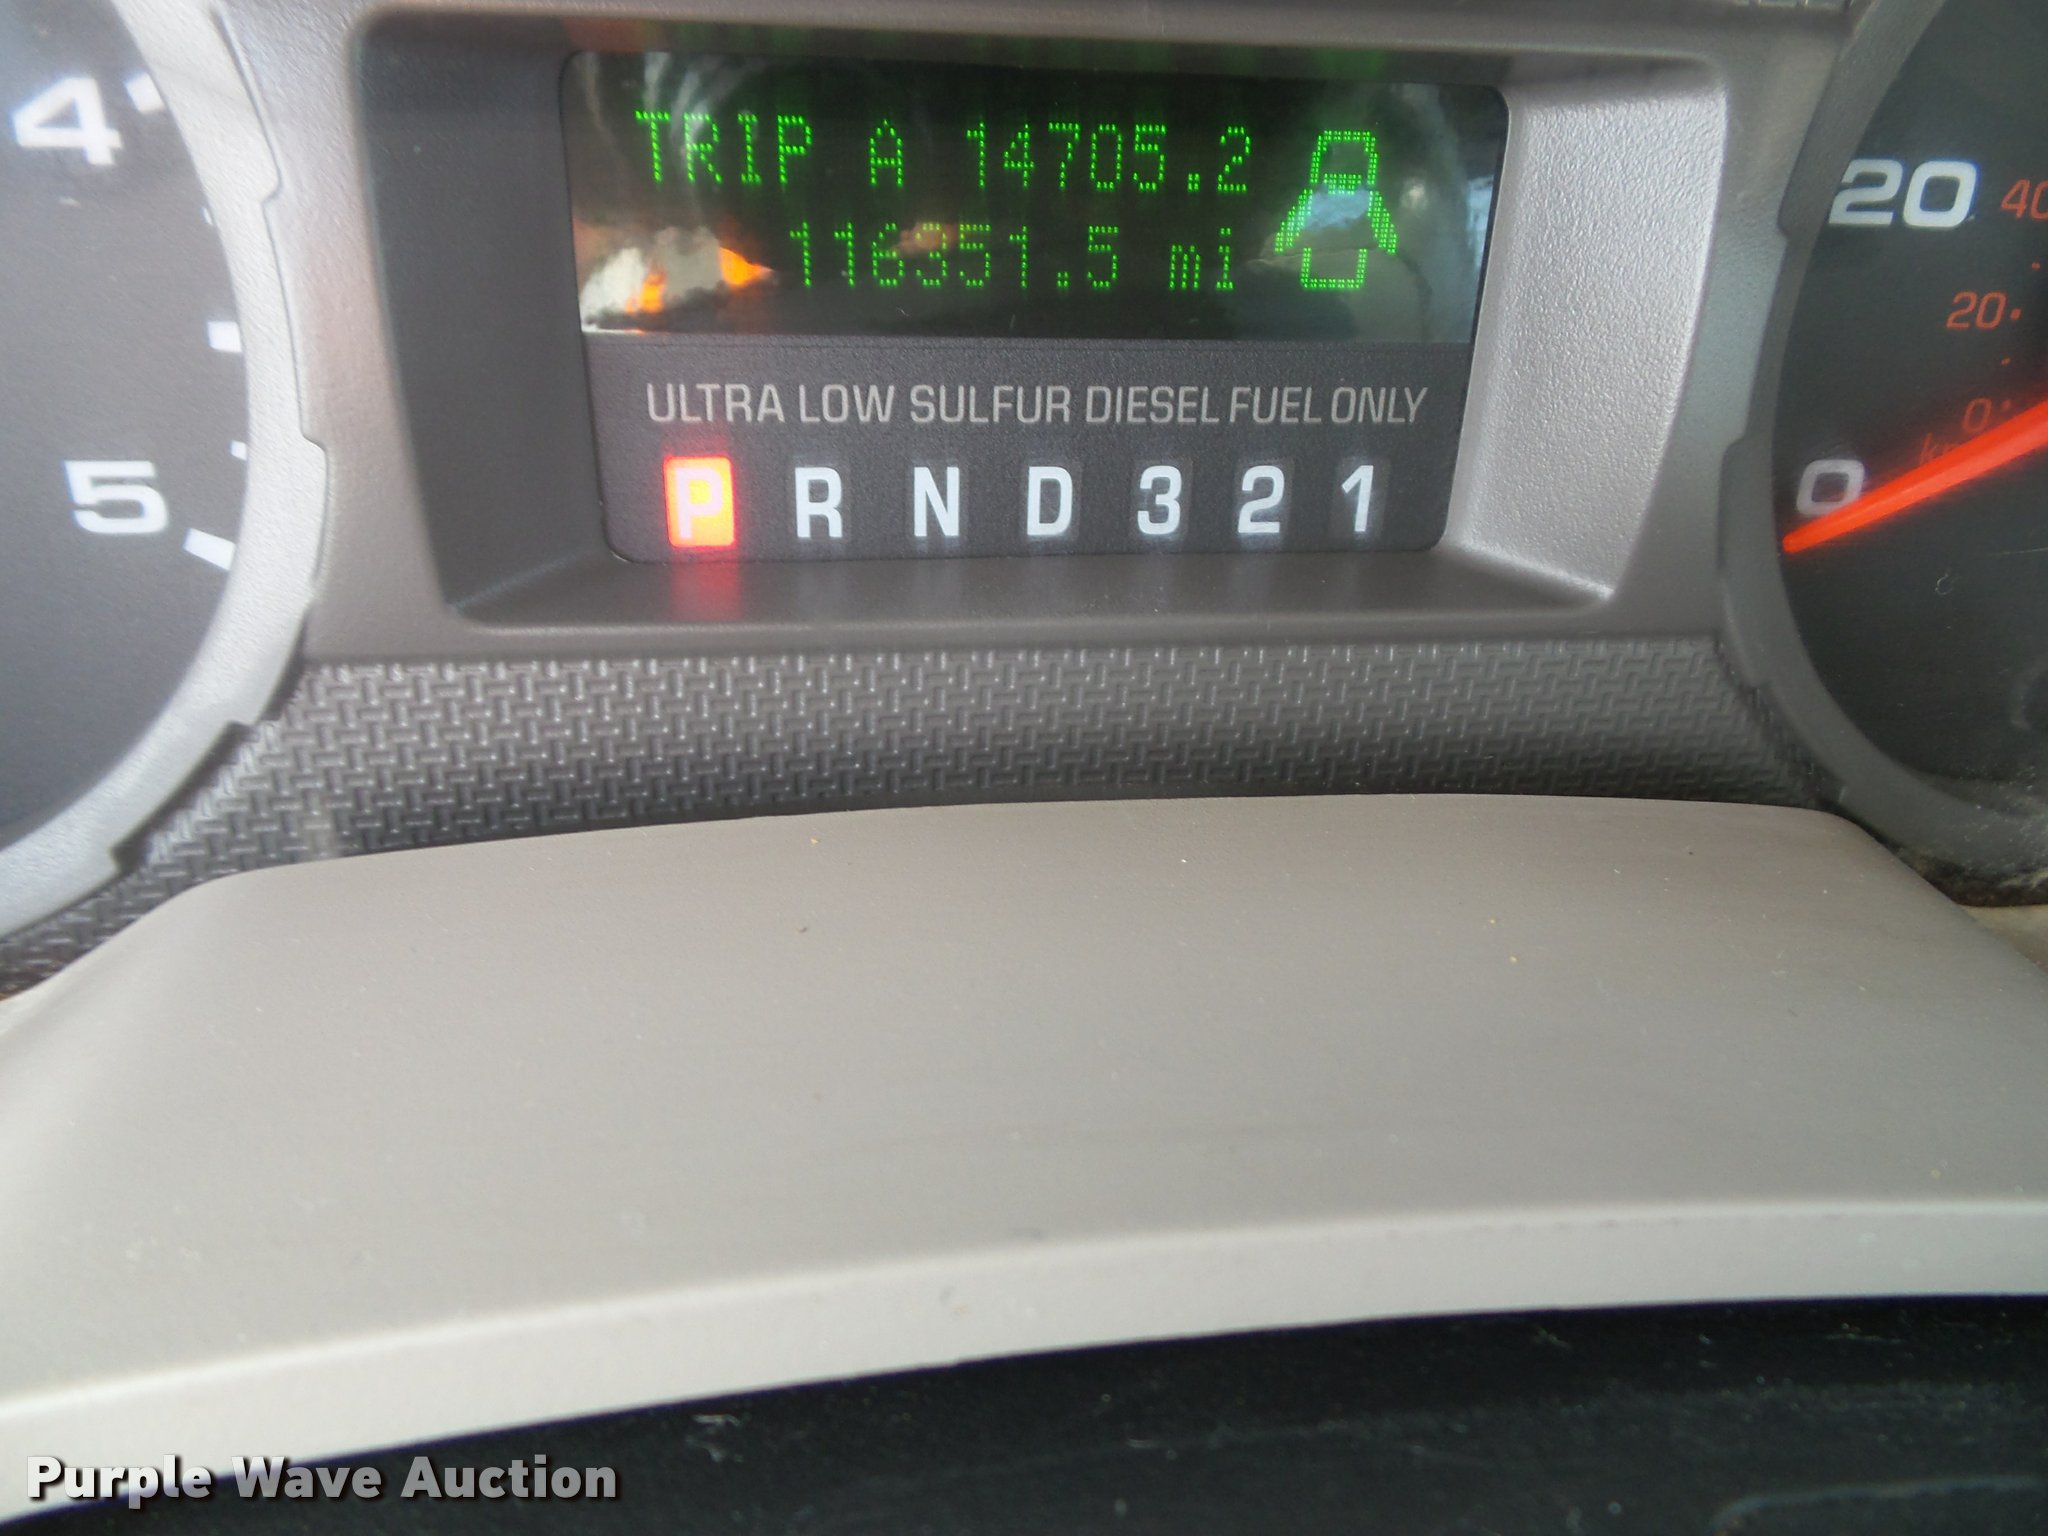 TRIP A 14705.2
116351.5 mi
ULTRA LOW SULFUR DIESEL FUEL ONLY
P R N D 3 2 1
4
5
20
0
40
20
0
Purple Wave Auction